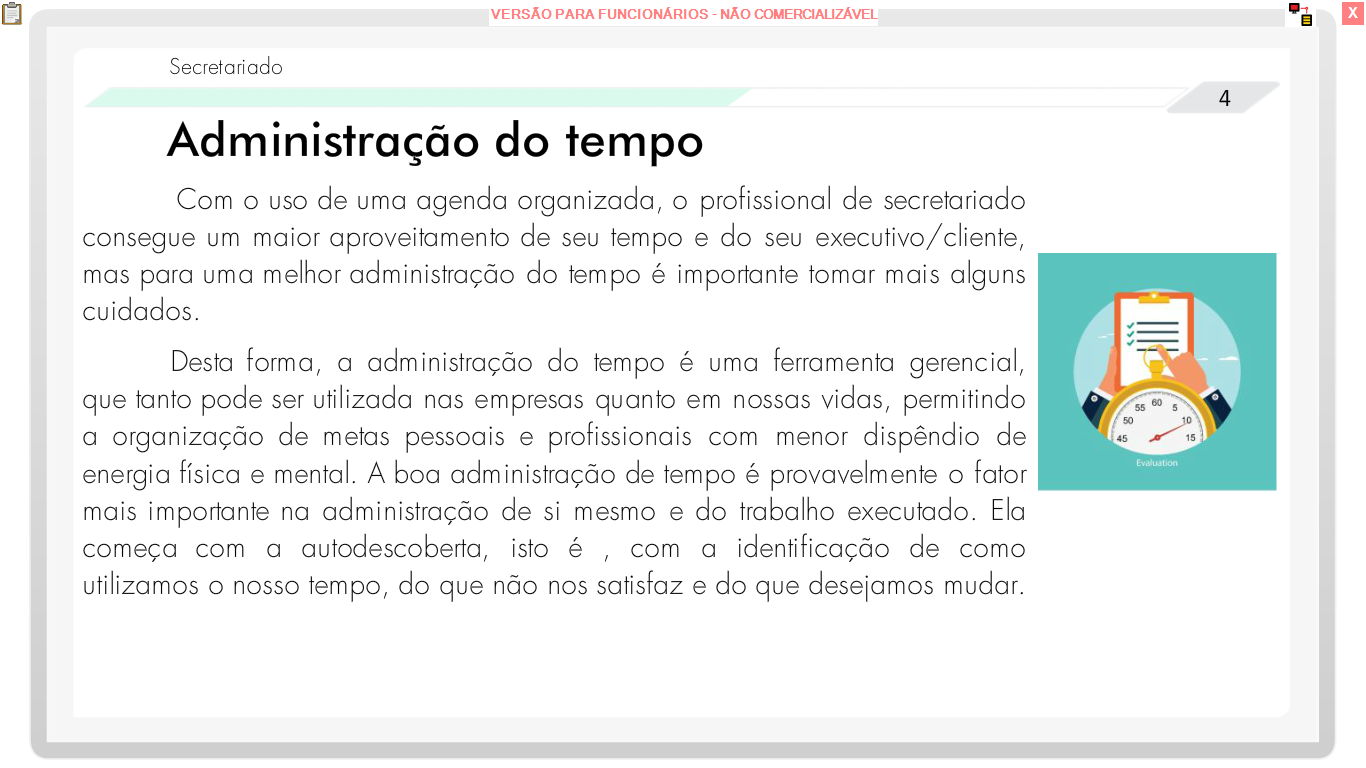 VERSÃO PARA FUNCIONÁRIOS - NÃO COMERCIALIZÁVEL
X
Secretariado
4
Administração do tempo
Com o uso de uma agenda organizada, o profissional de secretariado
consegue um maior aproveitamento de seu tempo e do seu executivo/cliente,
mas para uma melhor administração do tempo é importante tomar mais alguns
cuidados.
Desta forma, a administração do tempo é uma ferramenta gerencial,
que tanto pode ser utilizada nas empresas quanto em nossas vidas, permitindo
a organização de metas pessoais e profissionais com menor dispêndio de
energia física e mental. A boa administração de tempo é provavelmente o fator
mais importante na administração de si mesmo e do trabalho executado. Ela
começa com a autodescoberta, isto é , com a identificação de como
utilizamos o nosso tempo, do que não nos satisfaz e do que desejamos mudar.
55 60 5
50 10
45 15
Evaluation